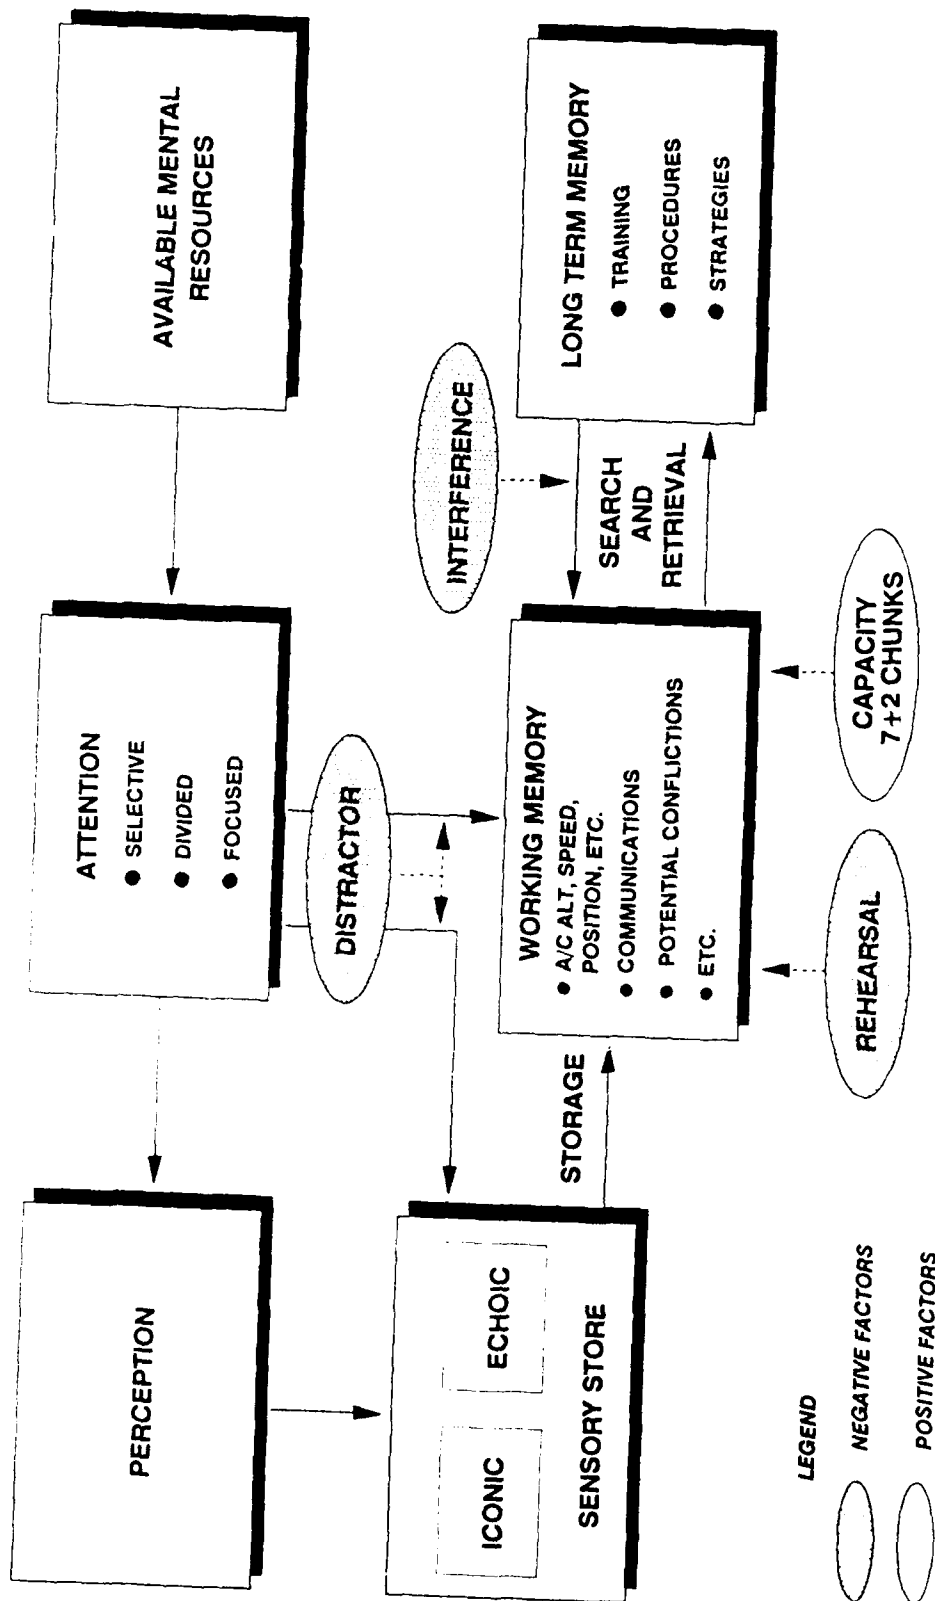 PERCEPTION
ATTENTION
● SELECTIVE
● DIVIDED
● FOCUSED
AVAILABLE MENTAL
RESOURCES
DISTRACTOR
INTERFERENCE
ICONIC
ECHOIC
SENSORY STORE
STORAGE
WORKING MEMORY
● A/C ALT, SPEED,
POSITION, ETC.
● COMMUNICATIONS
● POTENTIAL CONFLICTIONS
● ETC.
SEARCH
AND
RETRIEVAL
LONG TERM MEMORY
● TRAINING
● PROCEDURES
● STRATEGIES
REHEARSAL
CAPACITY
7+2 CHUNKS
LEGEND
NEGATIVE FACTORS
POSITIVE FACTORS